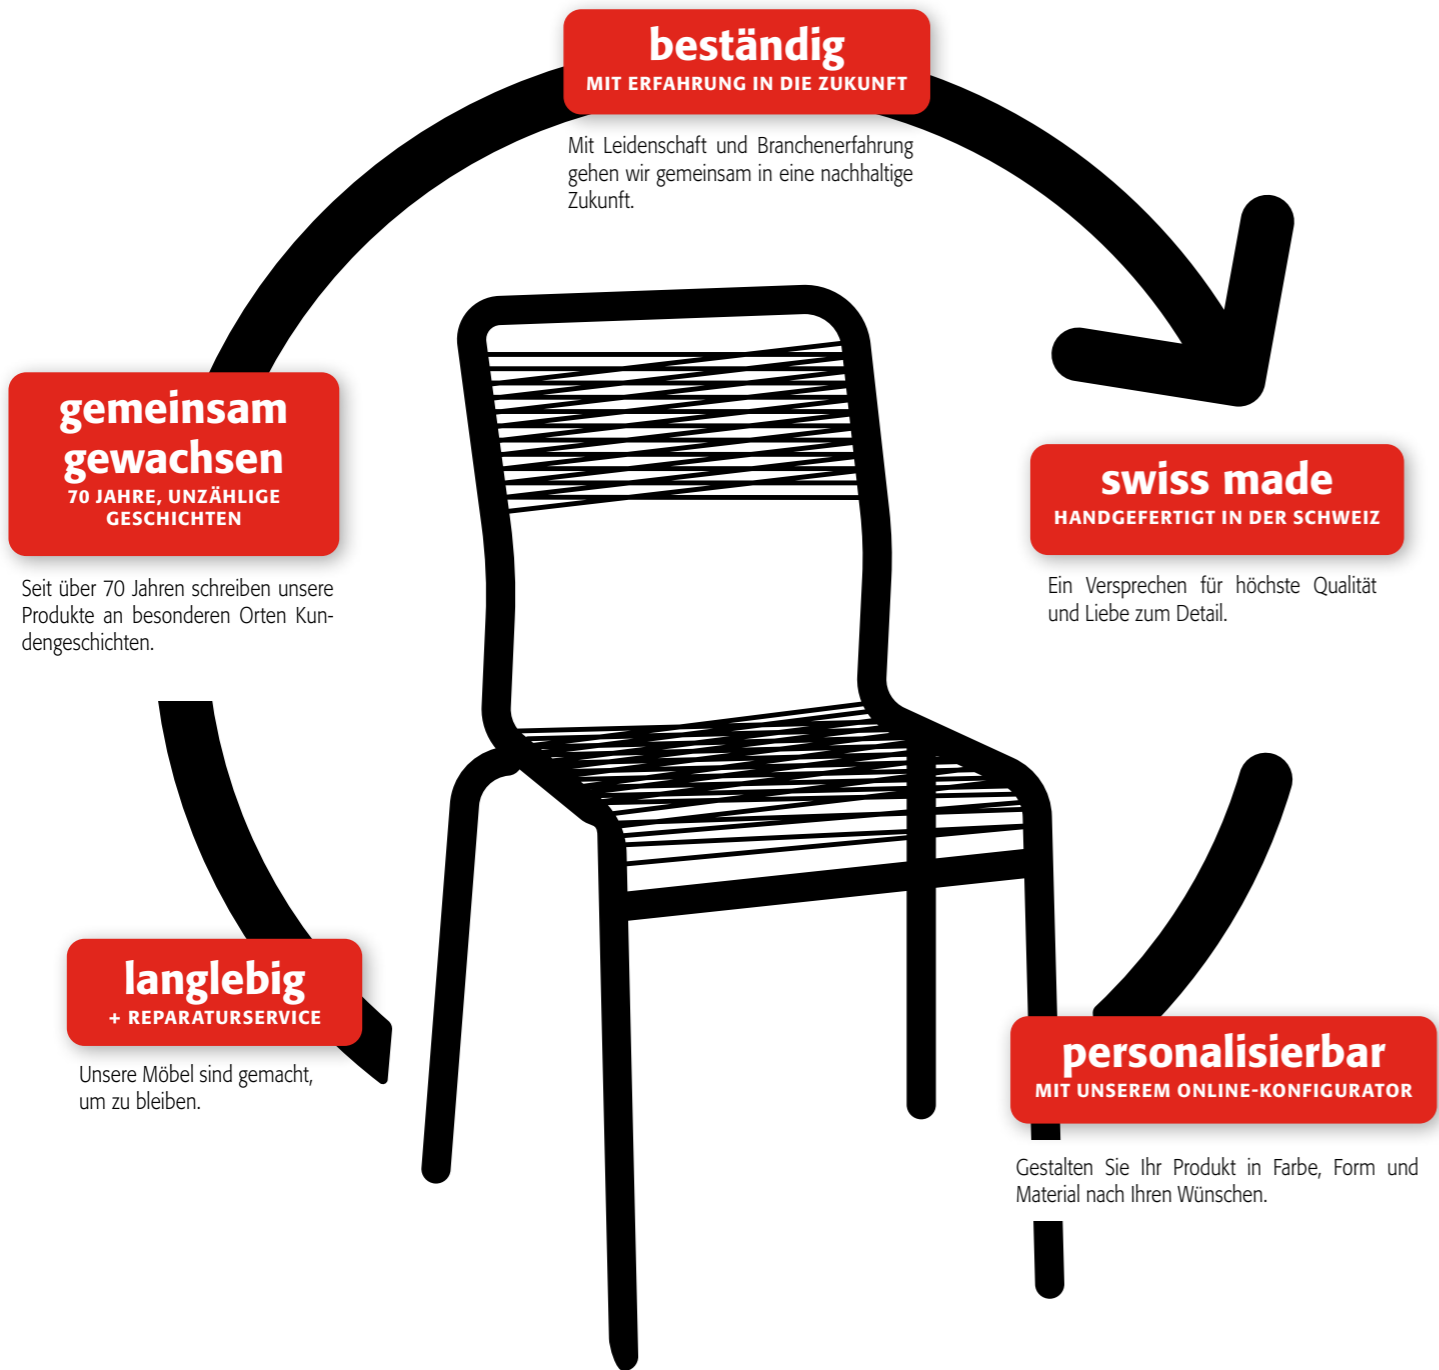 beständig
MIT ERFAHRUNG IN DIE ZUKUNFT
Mit Leidenschaft und Branchenerfahrung
gehen wir gemeinsam in eine nachhaltige
Zukunft.
gemeinsam
gewachsen
70 JAHRE, UNZÄHLIGE
GESCHICHTEN
Seit über 70 Jahren schreiben unsere
Produkte an besonderen Orten Kun-
dengeschichten.
swiss made
HANDGEFERTIGT IN DER SCHWEIZ
Ein Versprechen für höchste Qualität
und Liebe zum Detail.
langlebig
+ REPARATURSERVICE
Unsere Möbel sind gemacht,
um zu bleiben.
personalisierbar
MIT UNSEREM ONLINE-KONFIGURATOR
Gestalten Sie Ihr Produkt in Farbe, Form und
Material nach Ihren Wünschen.